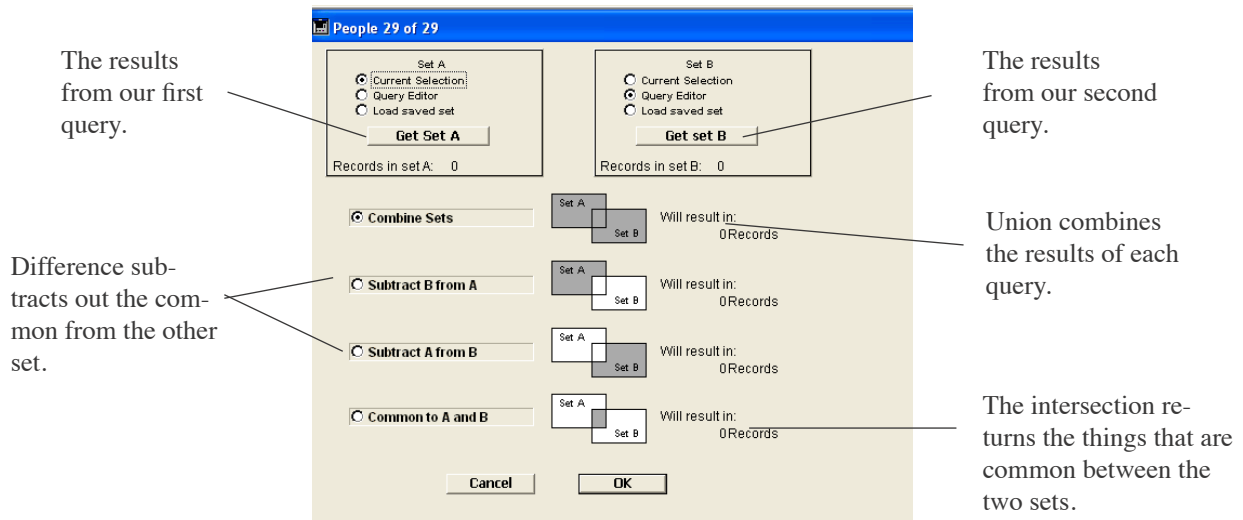 People 29 of 29
The results
from our first
query.
Set A
Current Selection
Query Editor
Load saved set
Get Set A
Records in set A: 0
Set B
Current Selection
Query Editor
Load saved set
Get set B
Records in set B: 0
The results
from our second
query.
Combine Sets
Set A
Set B
Will result in:
0Records
Union combines
the results of each
query.
Difference sub-
tracts out the com-
mon from the other
set.
Subtract B from A
Set A
Set B
Will result in:
0Records
Subtract A from B
Set A
Set B
Will result in:
0Records
Common to A and B
Set A
Set B
Will result in:
0Records
The intersection re-
turns the things that are
common between the
two sets.
Cancel
OK